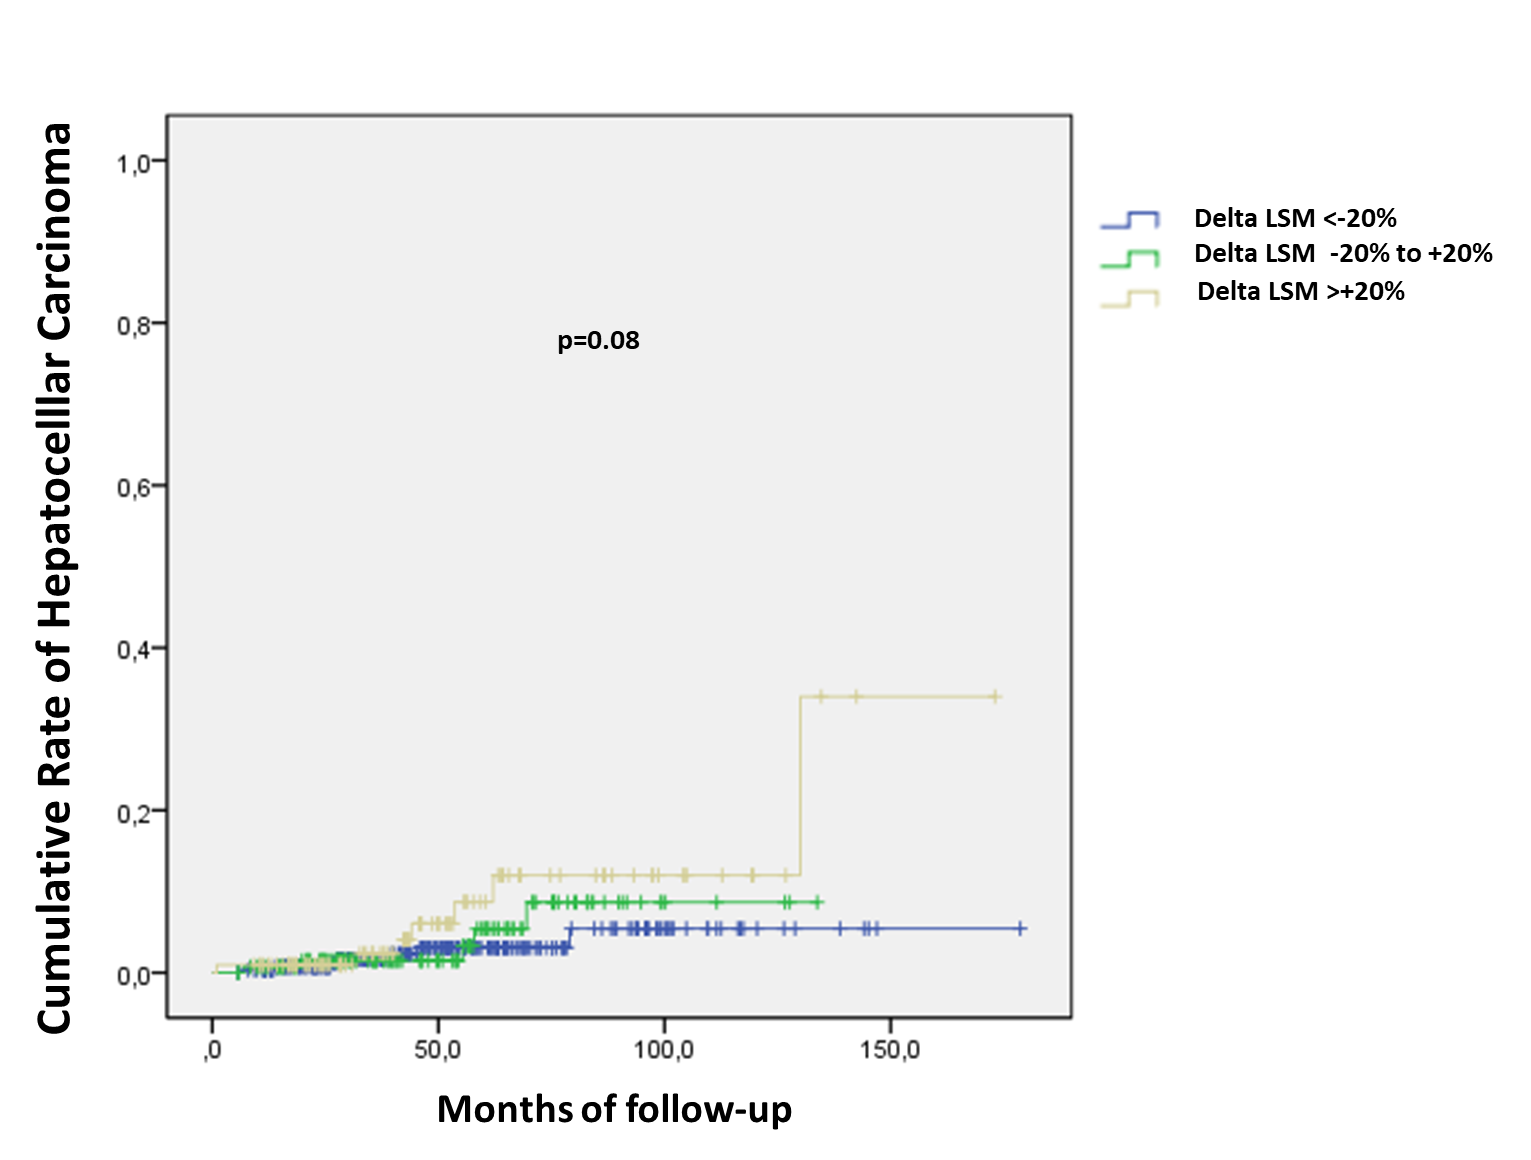 Cumulative Rate of Hepatocelllar Carcinoma
1,0
0,8
0,6
0,4
0,2
0,0
p=0.08
Delta LSM <-20%
Delta LSM -20% to +20%
Delta LSM >+20%
,0
50,0
100,0
150,0
Months of follow-up